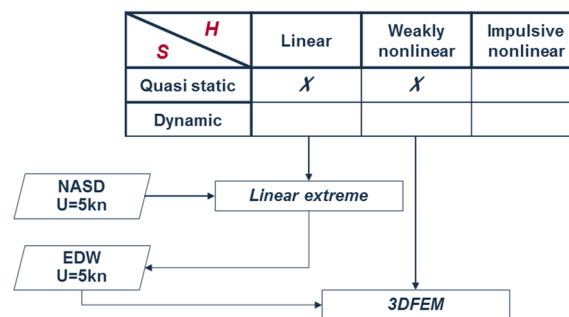 H
S
Linear
Weakly
nonlinear
Impulsive
nonlinear
Quasi static X X
Dynamic
NASD
U=5kn
Linear extreme
EDW
U=5kn
3DFEM